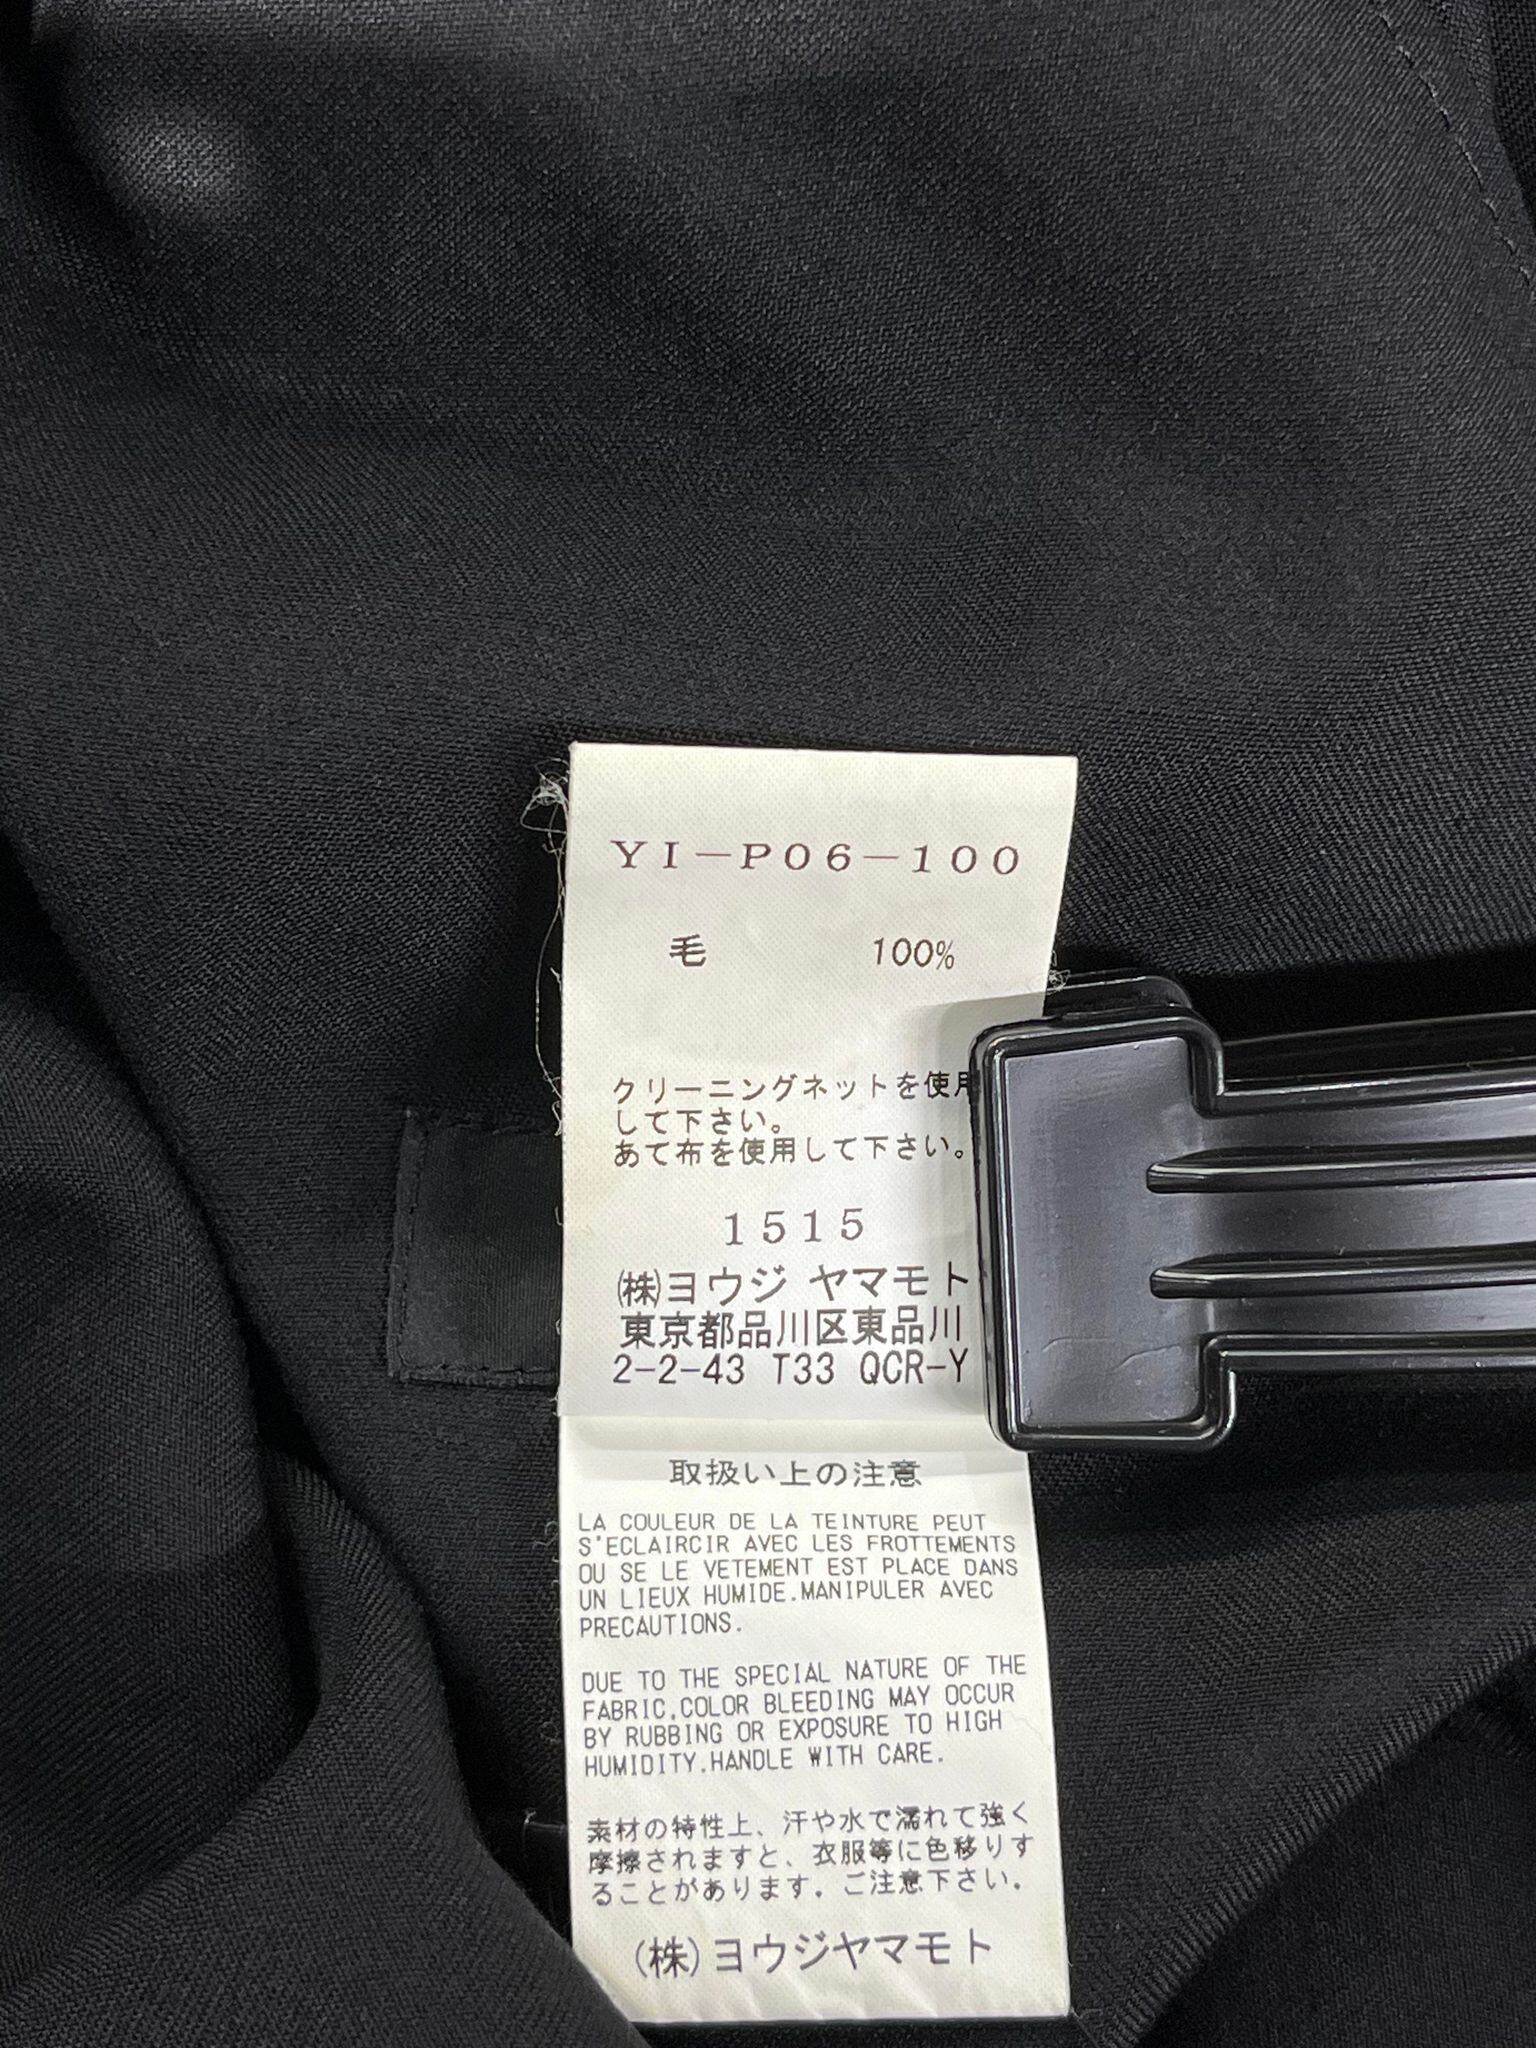 YI-P06-100
毛 100%
クリーニングネットを使用
して下さい。
あて布を使用して下さい。
1515
㈱ヨウジ ヤマモト
東京都品川区東品川
2-2-43 T33 QCR-Y
取扱い上の注意
LA COULEUR DE LA TEINTURE PEUT
S'ECLAIRCIR AVEC LES FROTTEMENTS
OU SE LE VETEMENT EST PLACE DANS
UN LIEUX HUMIDE.MANIPULER AVEC
PRECAUTIONS.
DUE TO THE SPECIAL NATURE OF THE
FABRIC,COLOR BLEEDING MAY OCCUR
BY RUBBING OR EXPOSURE TO HIGH
HUMIDITY.HANDLE WITH CARE.
素材の特性上、汗や水で濡れて強く
摩擦されますと、衣服等に色移りす
ることがあります。ご注意下さい。
(株)ヨウジヤマモト